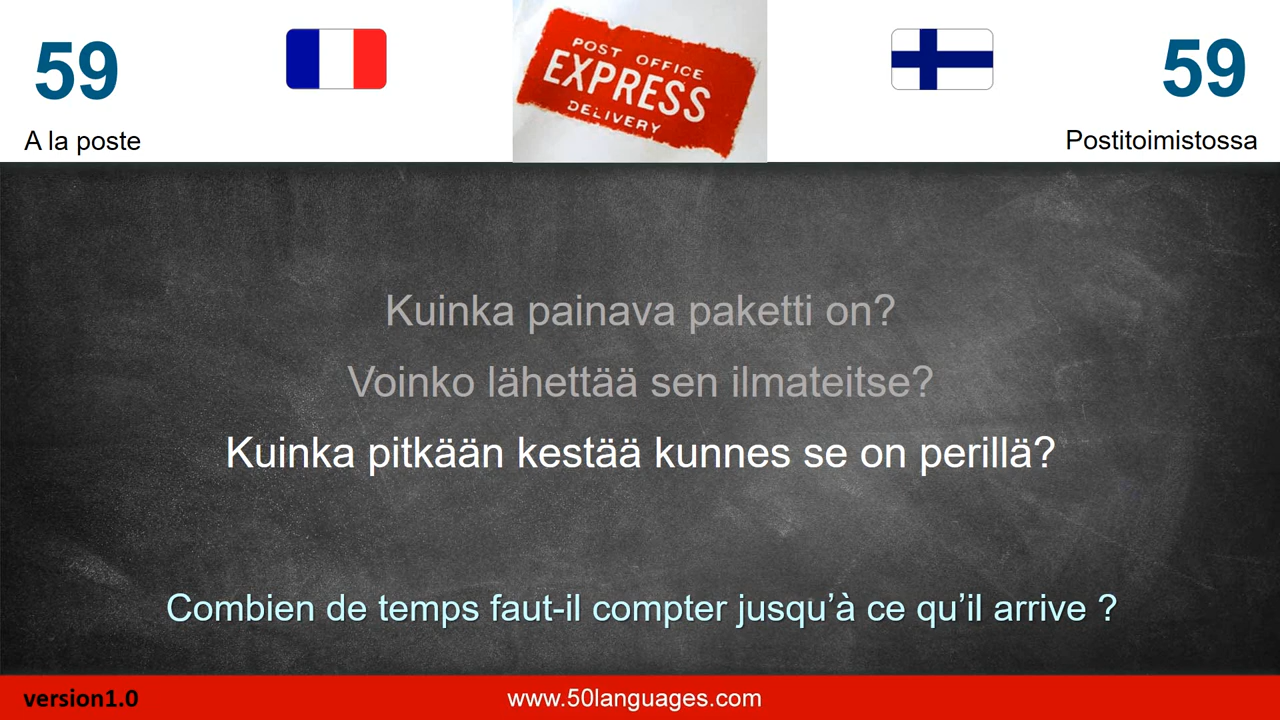 59
A la poste
POST OFFICE
EXPRESS
DELIVERY
59
Postitoimistossa
Kuinka painava paketti on?
Voinko lähettää sen ilmateitse?
Kuinka pitkään kestää kunnes se on perillä?
Combien de temps faut-il compter jusqu’à ce qu’il arrive ?
version1.0
www.50languages.com